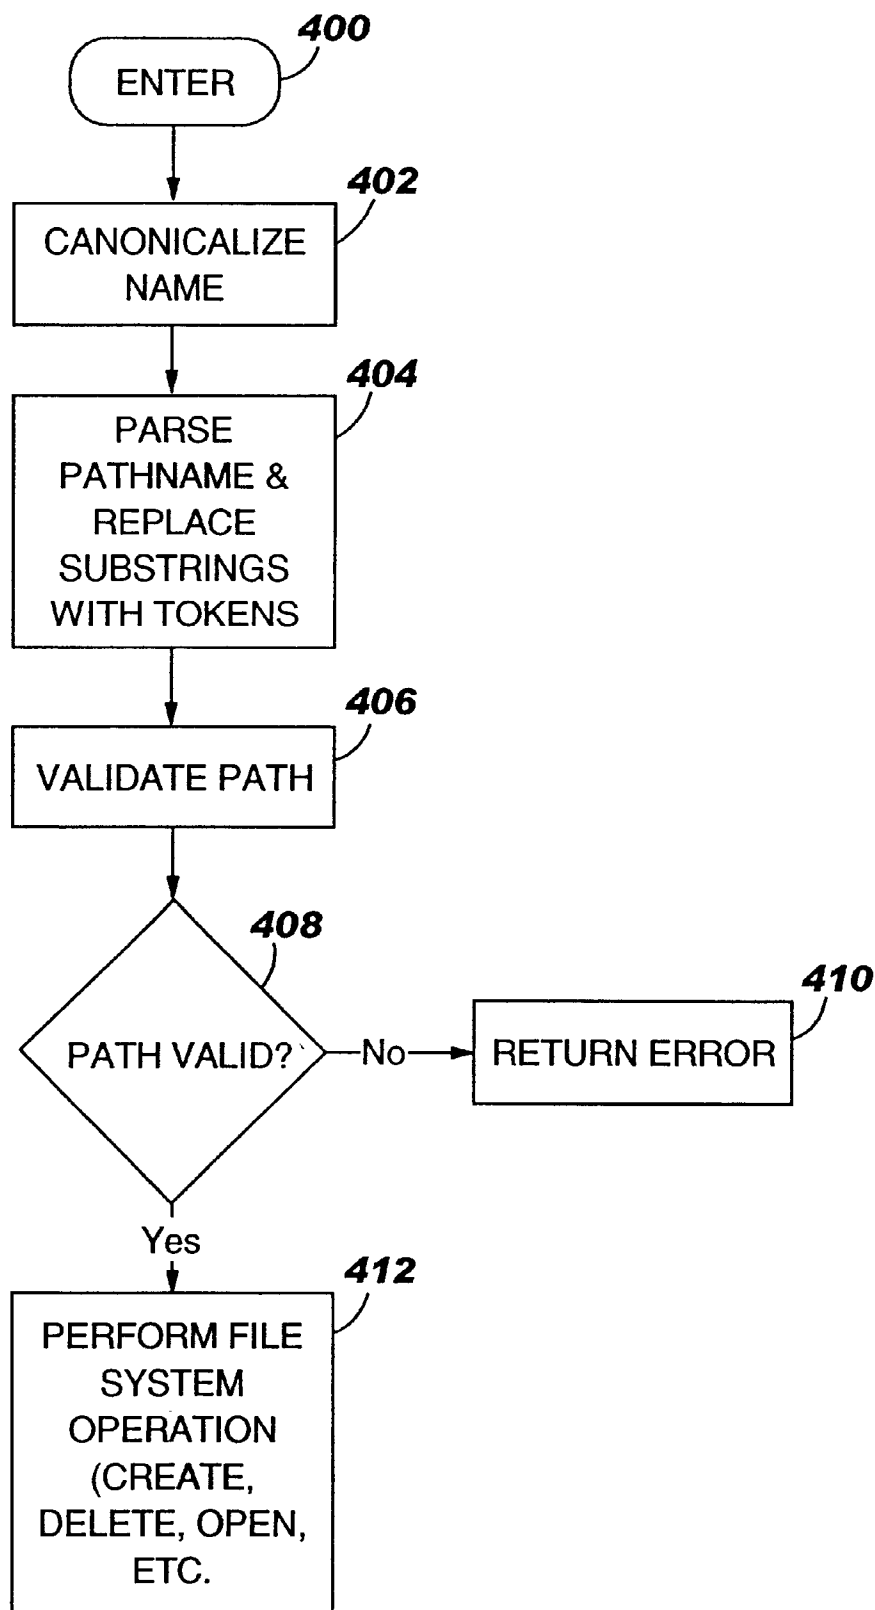 400
ENTER
402
CANONICALIZE
NAME
404
PARSE
PATHNAME &
REPLACE
SUBSTRINGS
WITH TOKENS
406
VALIDATE PATH
408
PATH VALID?
No
410
RETURN ERROR
Yes
412
PERFORM FILE
SYSTEM
OPERATION
(CREATE,
DELETE, OPEN,
ETC.